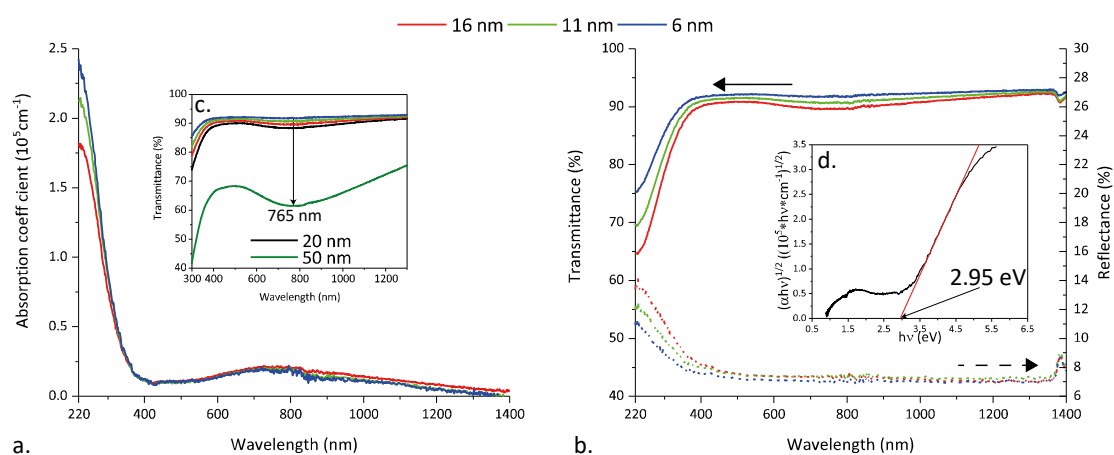 16 nm 11 nm 6 nm
a.
2.5
2.0
1.5
1.0
0.5
0.0
220 400 600 800 1000 1200 1400
Wavelength (nm)
Absorption coeff cient (10⁵cm⁻¹)
c.
100
90
80
70
60
50
40
300 400 600 800 1000 1200
Wavelength (nm)
Transmittance (%)
765 nm
20 nm
50 nm
b.
100
90
80
70
60
50
40
220 400 600 800 1000 1200 1400
Wavelength (nm)
Transmittance (%)
30
28
26
24
22
20
18
16
14
12
10
8
6
Reflectance (%)
d.
3.5
3.0
2.5
2.0
1.5
1.0
0.5
0.0
0.5 1.5 2.5 3.5 4.5 5.5 6.5
hν (eV)
(αhν)¹/² ((10⁵*hν*cm⁻¹)¹/²)
2.95 eV